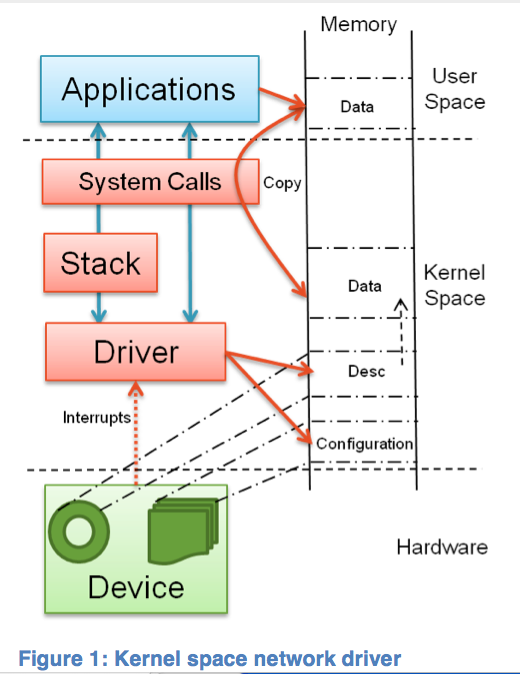 Memory
Applications
User
Space
Data
System Calls
Copy
Stack
Kernel
Space
Data
Driver
Desc
Interrupts
Configuration
Hardware
Device
Figure 1: Kernel space network driver